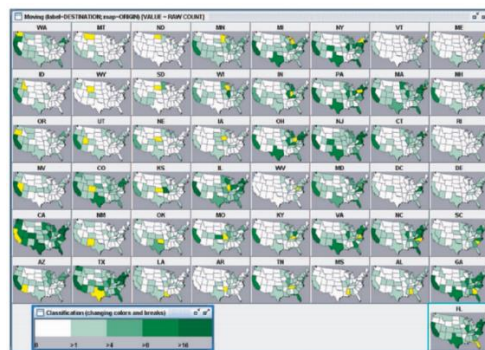 Moving (label=DESTINATION; map=ORIGIN) [VALUE = RAW COUNT]
WA MT ND MN MI NY VT ME
ID WY SD WI IN PA MA NH
OR UT NE IA OH NJ CT RI
NV CO KS IL WV MD DC DE
CA NM OK MO KY VA NC SC
AZ TX LA AR TN MS AL GA
FL
Classification (changing colors and breaks)
0 >1 >4 >8 >16